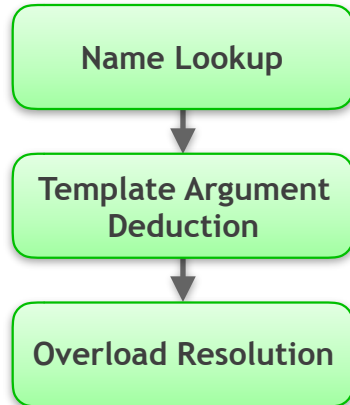 Name Lookup
Template Argument
Deduction
Overload Resolution